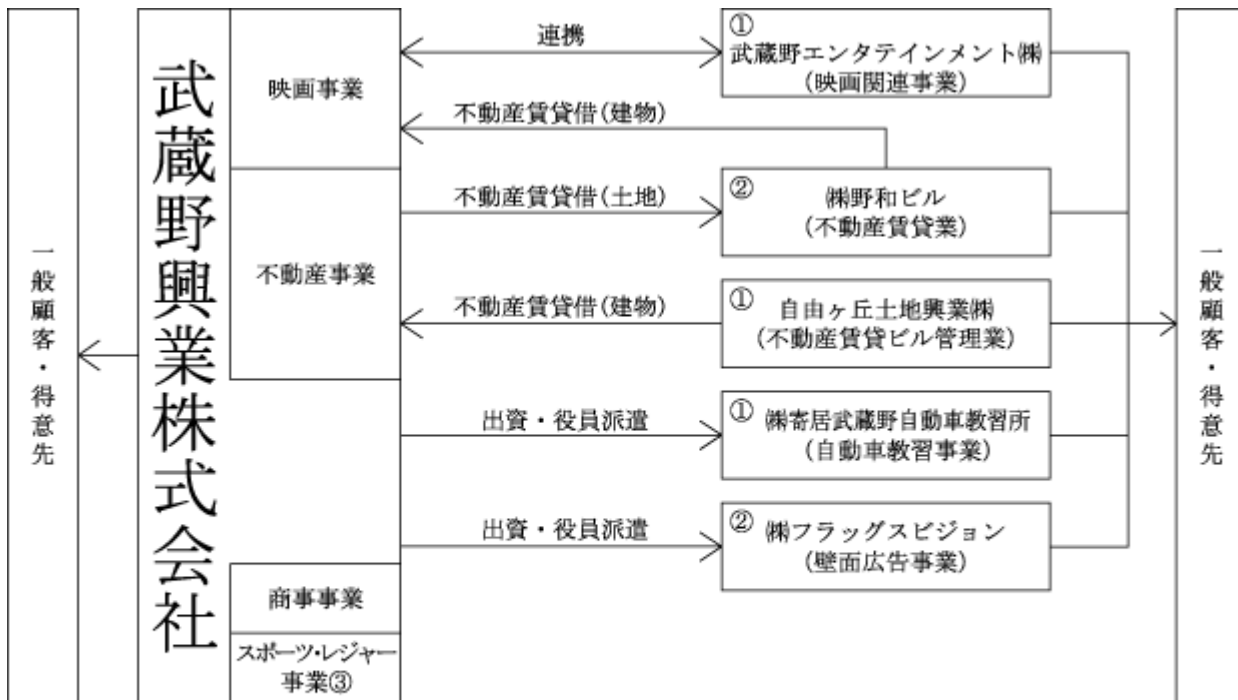 一般顧客・得意先
武蔵野興業株式会社
映画事業
不動産事業
商事事業
スポーツ・レジャー
事業③
連携
不動産賃貸借(建物)
不動産賃貸借(土地)
不動産賃貸借(建物)
出資・役員派遣
出資・役員派遣
①
武蔵野エンタテインメント㈱
(映画関連事業)
②
㈱野和ビル
(不動産賃貸業)
①
自由ヶ丘土地興業㈱
(不動産賃貸ビル管理業)
①
㈱寄居武蔵野自動車教習所
(自動車教習事業)
②
㈱フラッグスビジョン
(壁面広告事業)
一般顧客・得意先